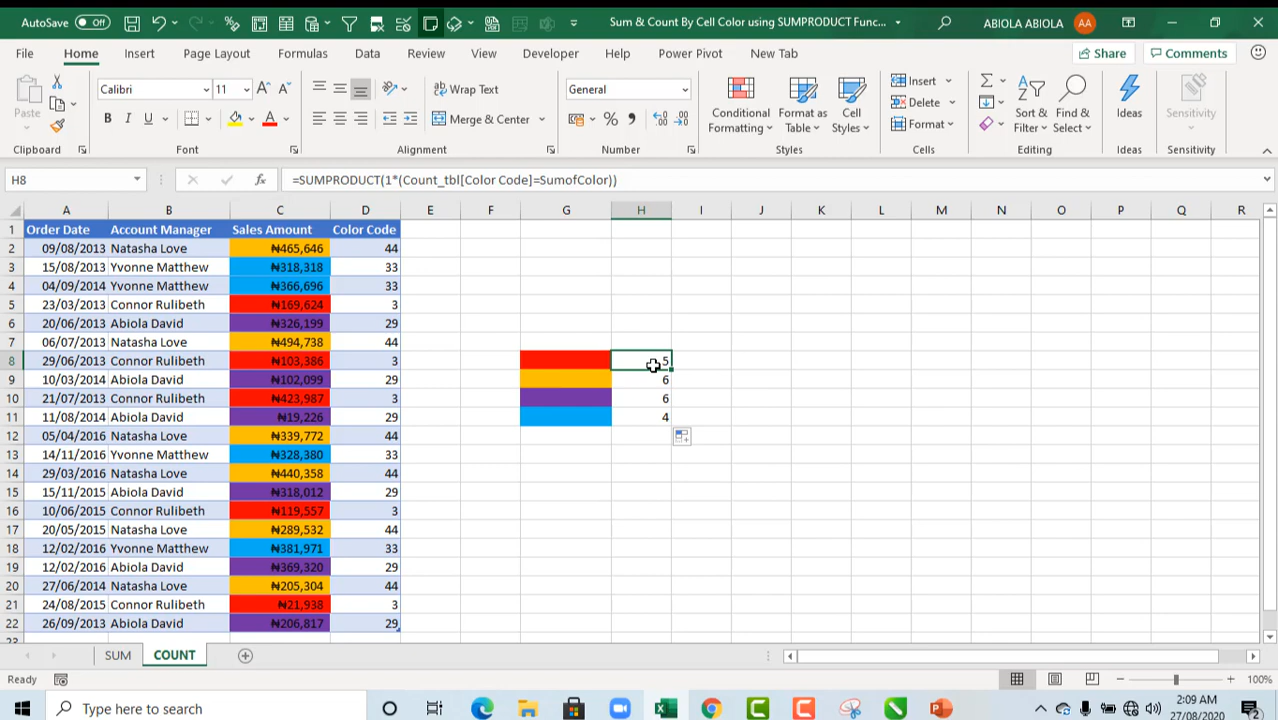 AutoSave Off Sum & Count By Cell Color using SUMPRODUCT Func... ABIOLA ABIOLA AA
File Home Insert Page Layout Formulas Data Review View Developer Help Power Pivot New Tab Share Comments
Paste Calibri 11 Wrap Text General Conditional Formatting Format as Table Cell Styles Insert Σ Sort & Filter Find & Select Ideas Sensitivity
B I U A Merge & Center % Delete
Format
Clipboard Font Alignment Number Styles Cells Editing Ideas Sensitivity
H8 fx =SUMPRODUCT(1*(Count_tbl[Color Code]=SumofColor))
A B C D E F G H I J K L M N O P Q R
1 Order Date Account Manager Sales Amount Color Code
2 09/08/2013 Natasha Love ₦465,646 44
3 15/08/2013 Yvonne Matthew ₦318,318 33
4 04/09/2014 Yvonne Matthew ₦366,696 33
5 23/03/2013 Connor Rulibeth ₦169,624 3
6 20/06/2013 Abiola David ₦326,199 29
7 06/07/2013 Natasha Love ₦494,738 44
8 29/06/2013 Connor Rulibeth ₦103,386 3 5
9 10/03/2014 Abiola David ₦102,099 29 6
10 21/07/2013 Connor Rulibeth ₦423,987 3 6
11 11/08/2014 Abiola David ₦19,226 29 4
12 05/04/2016 Natasha Love ₦339,772 44
13 14/11/2016 Yvonne Matthew ₦328,380 33
14 29/03/2016 Natasha Love ₦440,358 44
15 15/11/2015 Abiola David ₦318,012 29
16 10/06/2015 Connor Rulibeth ₦119,557 3
17 20/05/2015 Natasha Love ₦289,532 44
18 12/02/2016 Yvonne Matthew ₦381,971 33
19 12/02/2016 Abiola David ₦369,320 29
20 27/06/2014 Natasha Love ₦205,304 44
21 24/08/2015 Connor Rulibeth ₦21,938 3
22 26/09/2013 Abiola David ₦206,817 29
23
SUM COUNT
Ready 100%
Type here to search 2:09 AM
27/08/2020 2